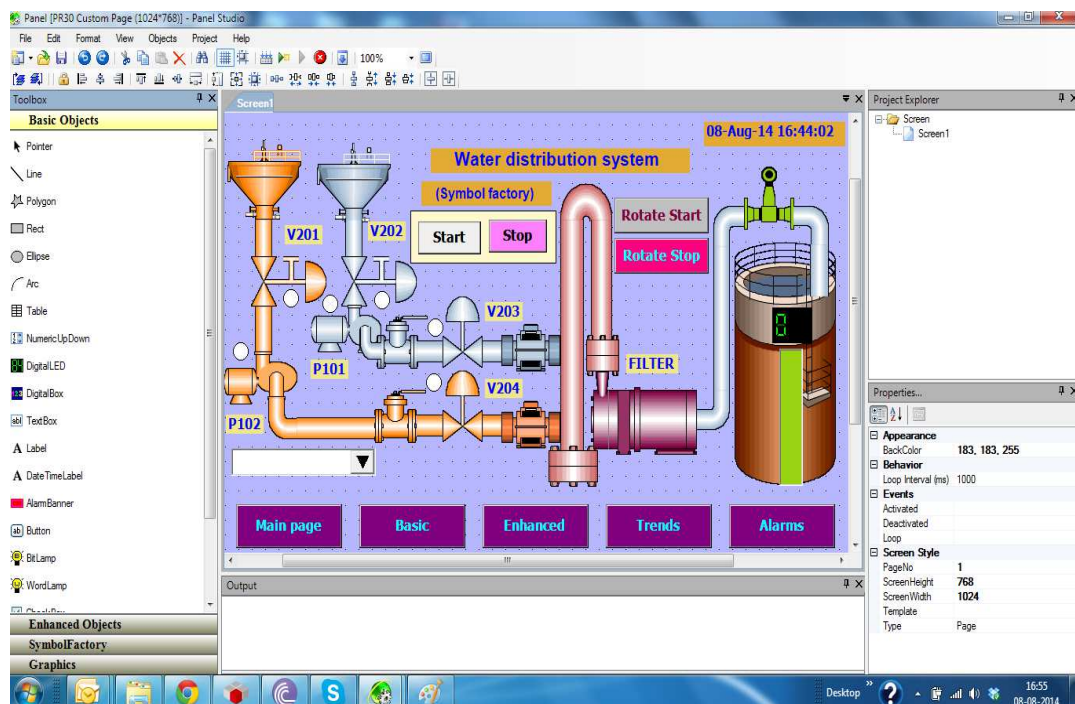 Panel [PR30 Custom Page (1024*768)] - Panel Studio
File Edit Format View Objects Project Help
100%
Toolbox
Basic Objects
Pointer
Line
Polygon
Rect
Ellipse
Arc
Table
NumericUpDown
DigitalLED
DigitalBox
TextBox
Label
DateTimeLabel
AlarmBanner
Button
BitLamp
WordLamp
CheckBox
Enhanced Objects
SymbolFactory
Graphics
Screen1
08-Aug-14 16:44:02
Water distribution system
(Symbol factory)
Start
Stop
Rotate Start
Rotate Stop
V201
V202
V203
P101
FILTER
V204
P102
8
Main page
Basic
Enhanced
Trends
Alarms
Output
Project Explorer
Screen
Screen1
Properties...
Appearance
BackColor 183, 183, 255
Behavior
Loop Interval (ms) 1000
Events
Activated
Deactivated
Loop
Screen Style
PageNo 1
ScreenHeight 768
ScreenWidth 1024
Template
Type Page
Desktop
16:55
08-08-2014